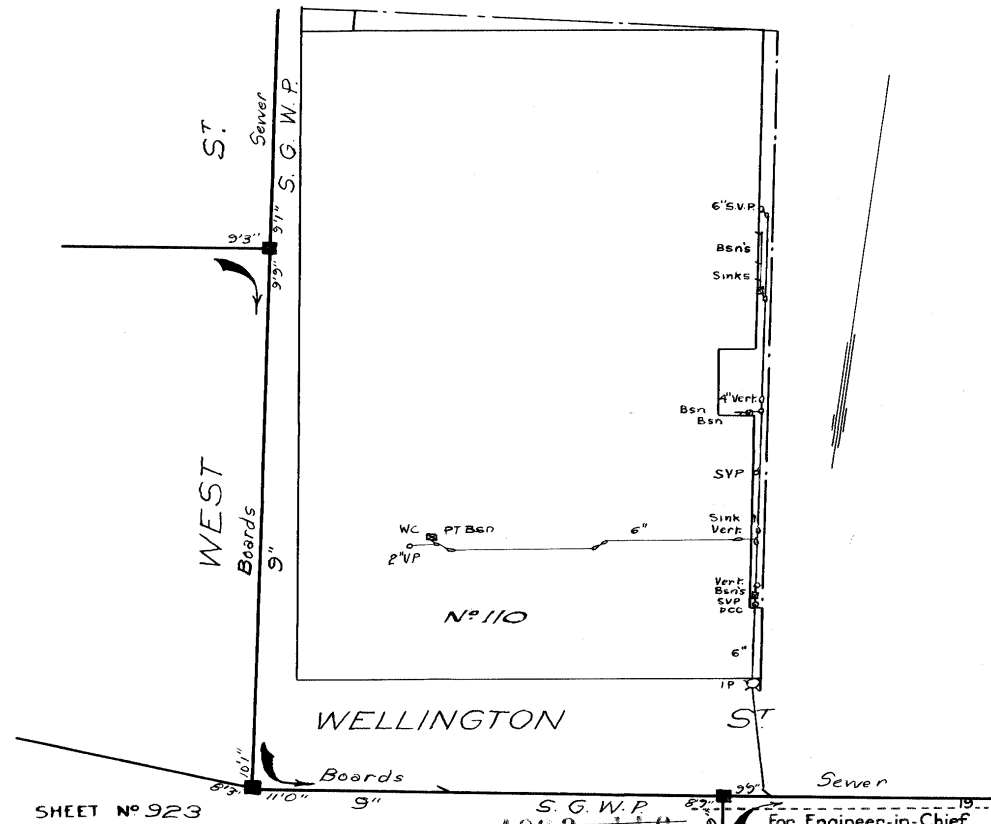 Sᵀ
Sewer
S. G. W. P.
9'1"
9'3"
9'9"
6" S.V.P.
Bsn's
Sinks
4" Vert.
Bsn
Bsn
SVP
WEST
Boards
9"
Sink
Vert.
WC PT Bsn
6"
2" VP
Vert.
Bsn's
SVP
DCC
Nº 110
6"
IP
WELLINGTON Sᵀ
10'1"
8'3"
Boards
11'0"
9"
S. G. W. P.
8'9"
9'9"
Sewer
19
SHEET Nº 923
For Engineer-in-Chief